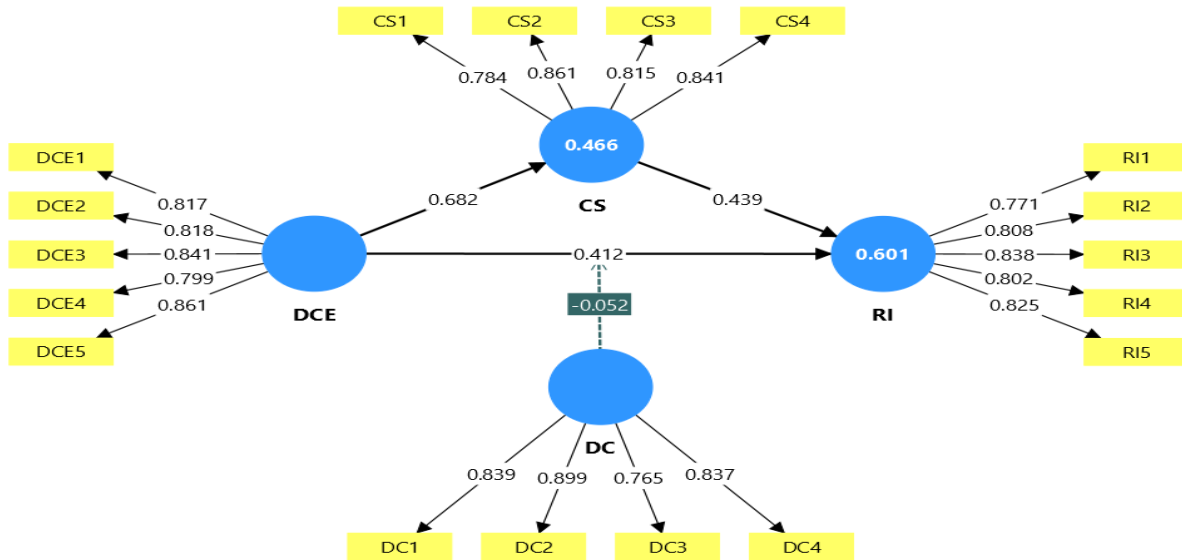 CS1 CS2 CS3 CS4
0.784 0.861 0.815 0.841
0.466
CS
DCE1
DCE2
DCE3
DCE4
DCE5
0.817
0.818
0.841
0.799
0.861
DCE
0.682
0.439
0.412
-0.052
0.601
RI
0.771
0.808
0.838
0.802
0.825
RI1
RI2
RI3
RI4
RI5
DC
0.839 0.899 0.765 0.837
DC1 DC2 DC3 DC4